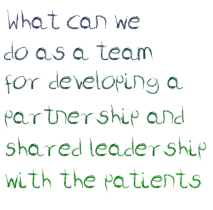 What can we
do as a team
for developing a
partnership and
shared leadership
with the patients